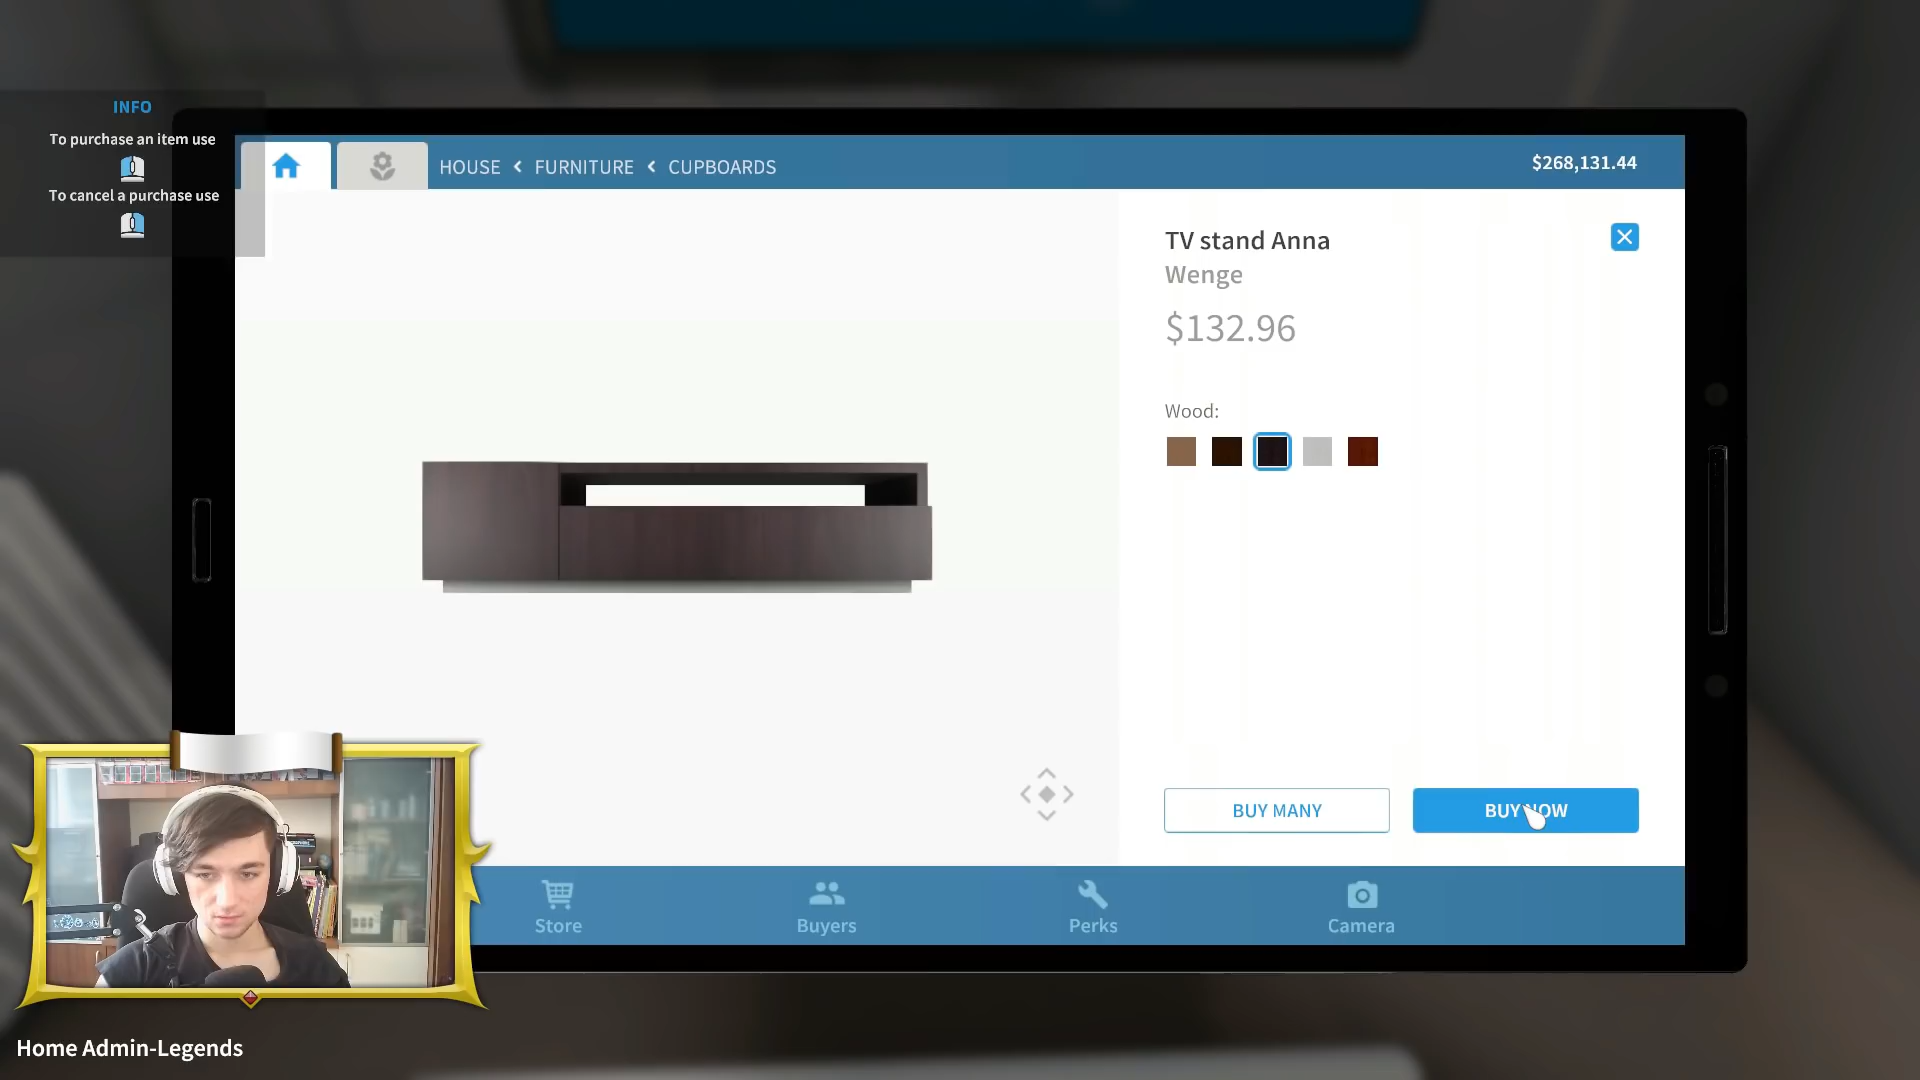 INFO
To purchase an item use
To cancel a purchase use
HOUSE < FURNITURE < CUPBOARDS
$268,131.44
TV stand Anna
Wenge
$132.96
Wood:
BUY MANY
BUY NOW
Store
Buyers
Perks
Camera
Home Admin-Legends